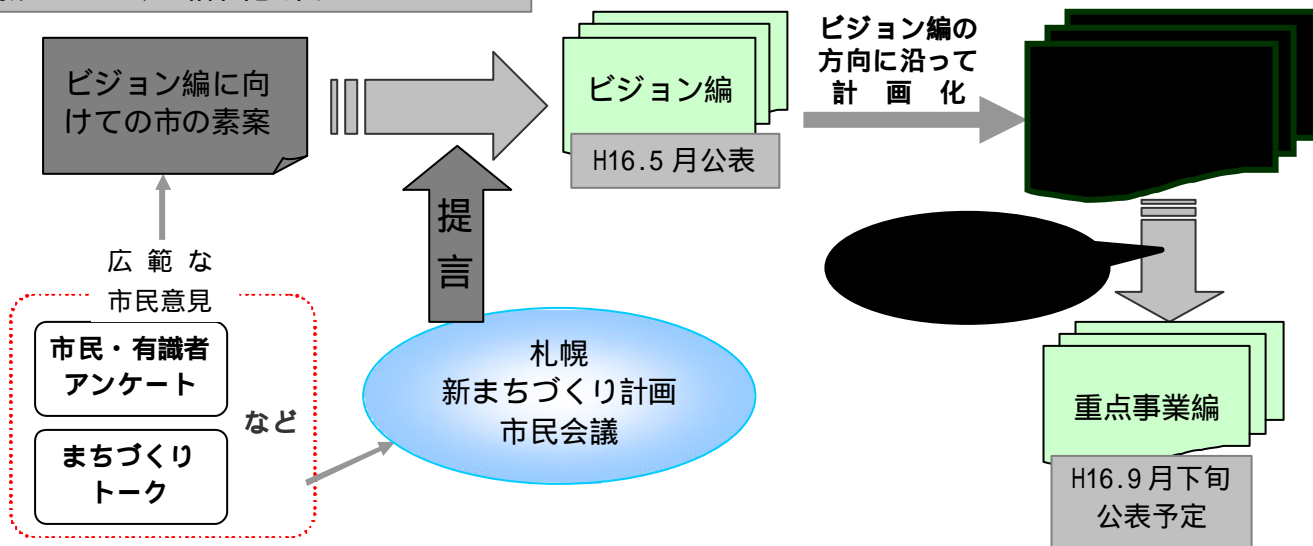 ビジョン編に向
けての市の素案
ビジョン編
H16.5月公表
ビジョン編の
方向に沿って
計画化
提
言
広範な
市民意見
市民・有識者
アンケート
まちづくり
トーク
など
札幌
新まちづくり計画
市民会議
重点事業編
H16.9月下旬
公表予定